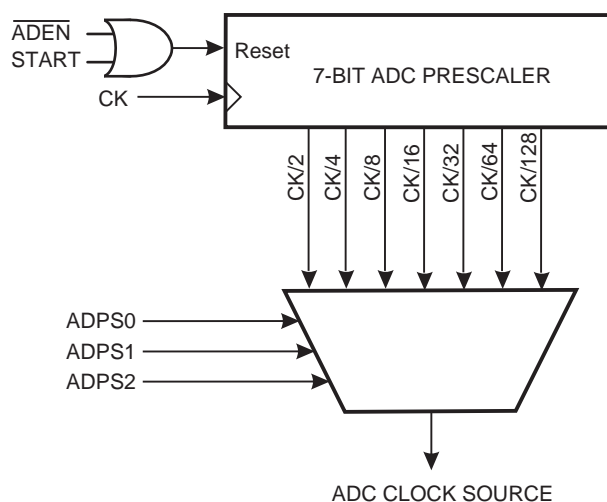 ADEN
START
Reset
7-BIT ADC PRESCALER
CK
CK/2
CK/4
CK/8
CK/16
CK/32
CK/64
CK/128
ADPS0
ADPS1
ADPS2
ADC CLOCK SOURCE